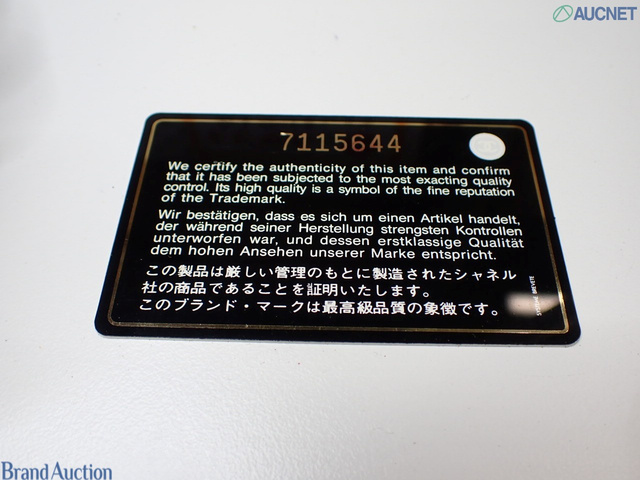 AUCNET
7115644
We certify the authenticity of this item and confirm
that it has been subjected to the most exacting quality
control. Its high quality is a symbol of the fine reputation
of the Trademark.
Wir bestätigen, dass es sich um einen Artikel handelt,
der während seiner Herstellung strengsten Kontrollen
unterworfen war, und dessen erstklassige Qualität
dem hohen Ansehen unserer Marke entspricht.
この製品は厳しい管理のもとに製造されたシャネル
社の商品であることを証明いたします。
このブランド・マークは最高級品質の象徴です。
SYSTEME BREVETE
Brand Auction